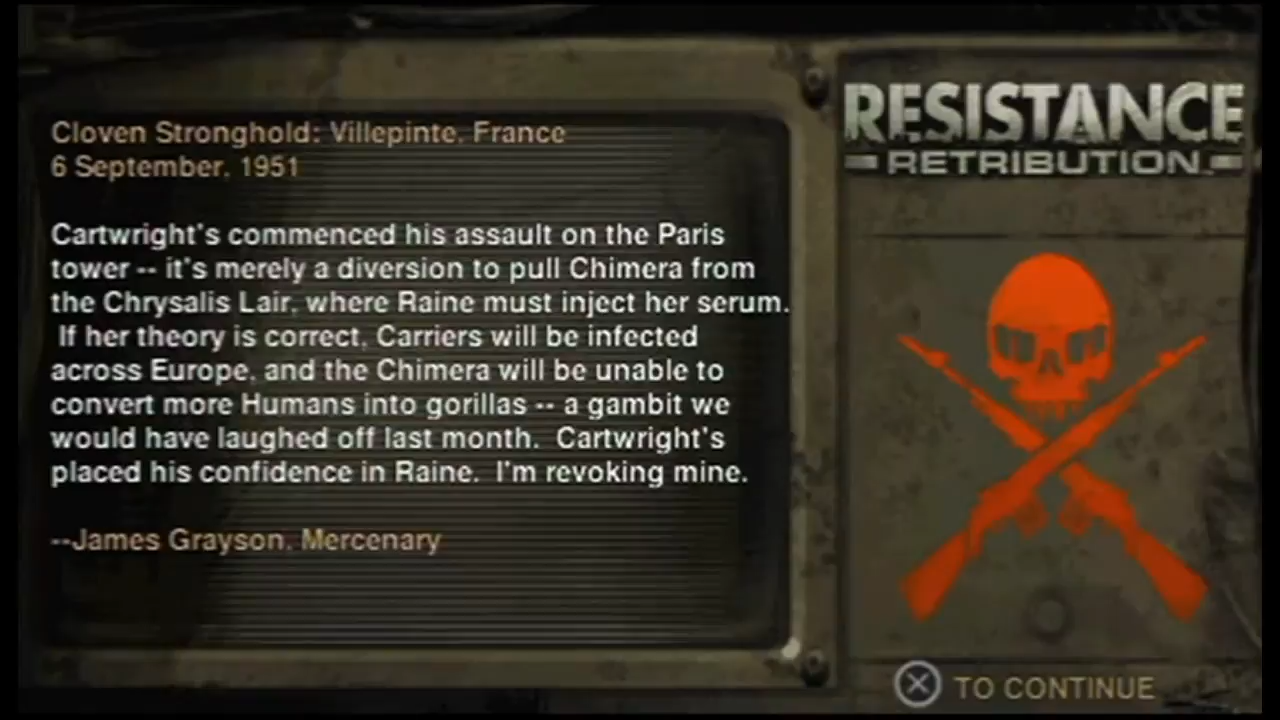 Cloven Stronghold: Villepinte, France
6 September, 1951
Cartwright's commenced his assault on the Paris
tower -- it's merely a diversion to pull Chimera from
the Chrysalis Lair, where Raine must inject her serum.
If her theory is correct, Carriers will be infected
across Europe, and the Chimera will be unable to
convert more Humans into gorillas -- a gambit we
would have laughed off last month.  Cartwright's
placed his confidence in Raine.  I'm revoking mine.
--James Grayson, Mercenary
RESISTANCE
RETRIBUTION™
TO CONTINUE